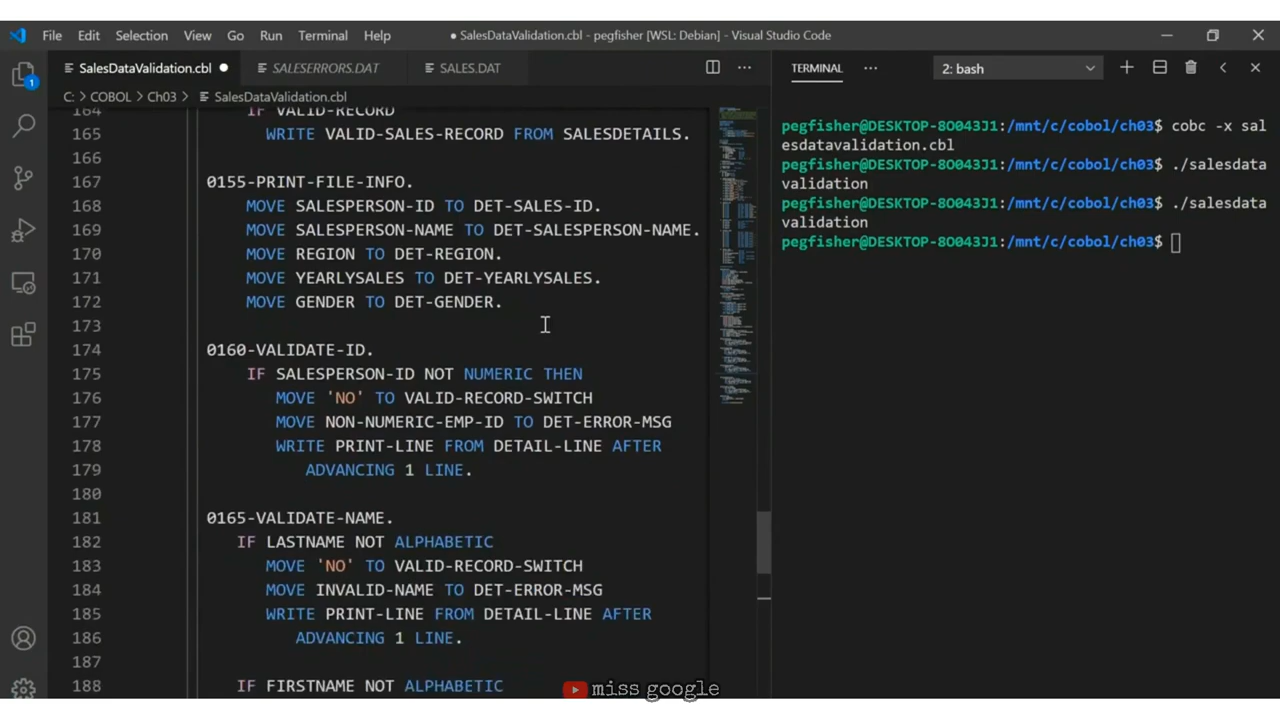 File Edit Selection View Go Run Terminal Help ● SalesDataValidation.cbl - pegfisher [WSL: Debian] - Visual Studio Code
SalesDataValidation.cbl ● SALESERRORS.DAT SALES.DAT
C: > COBOL > Ch03 > SalesDataValidation.cbl
164 IF VALID-RECORD
165 WRITE VALID-SALES-RECORD FROM SALESDETAILS.
166
167 0155-PRINT-FILE-INFO.
168 MOVE SALESPERSON-ID TO DET-SALES-ID.
169 MOVE SALESPERSON-NAME TO DET-SALESPERSON-NAME.
170 MOVE REGION TO DET-REGION.
171 MOVE YEARLYSALES TO DET-YEARLYSALES.
172 MOVE GENDER TO DET-GENDER.
173
174 0160-VALIDATE-ID.
175 IF SALESPERSON-ID NOT NUMERIC THEN
176 MOVE 'NO' TO VALID-RECORD-SWITCH
177 MOVE NON-NUMERIC-EMP-ID TO DET-ERROR-MSG
178 WRITE PRINT-LINE FROM DETAIL-LINE AFTER
179 ADVANCING 1 LINE.
180
181 0165-VALIDATE-NAME.
182 IF LASTNAME NOT ALPHABETIC
183 MOVE 'NO' TO VALID-RECORD-SWITCH
184 MOVE INVALID-NAME TO DET-ERROR-MSG
185 WRITE PRINT-LINE FROM DETAIL-LINE AFTER
186 ADVANCING 1 LINE.
187
188 IF FIRSTNAME NOT ALPHABETIC
1
TERMINAL ··· 2: bash
pegfisher@DESKTOP-8O043J1:/mnt/c/cobol/ch03$ cobc -x sal
esdatavalidation.cbl
pegfisher@DESKTOP-8O043J1:/mnt/c/cobol/ch03$ ./salesdata
validation
pegfisher@DESKTOP-8O043J1:/mnt/c/cobol/ch03$ ./salesdata
validation
pegfisher@DESKTOP-8O043J1:/mnt/c/cobol/ch03$
miss google